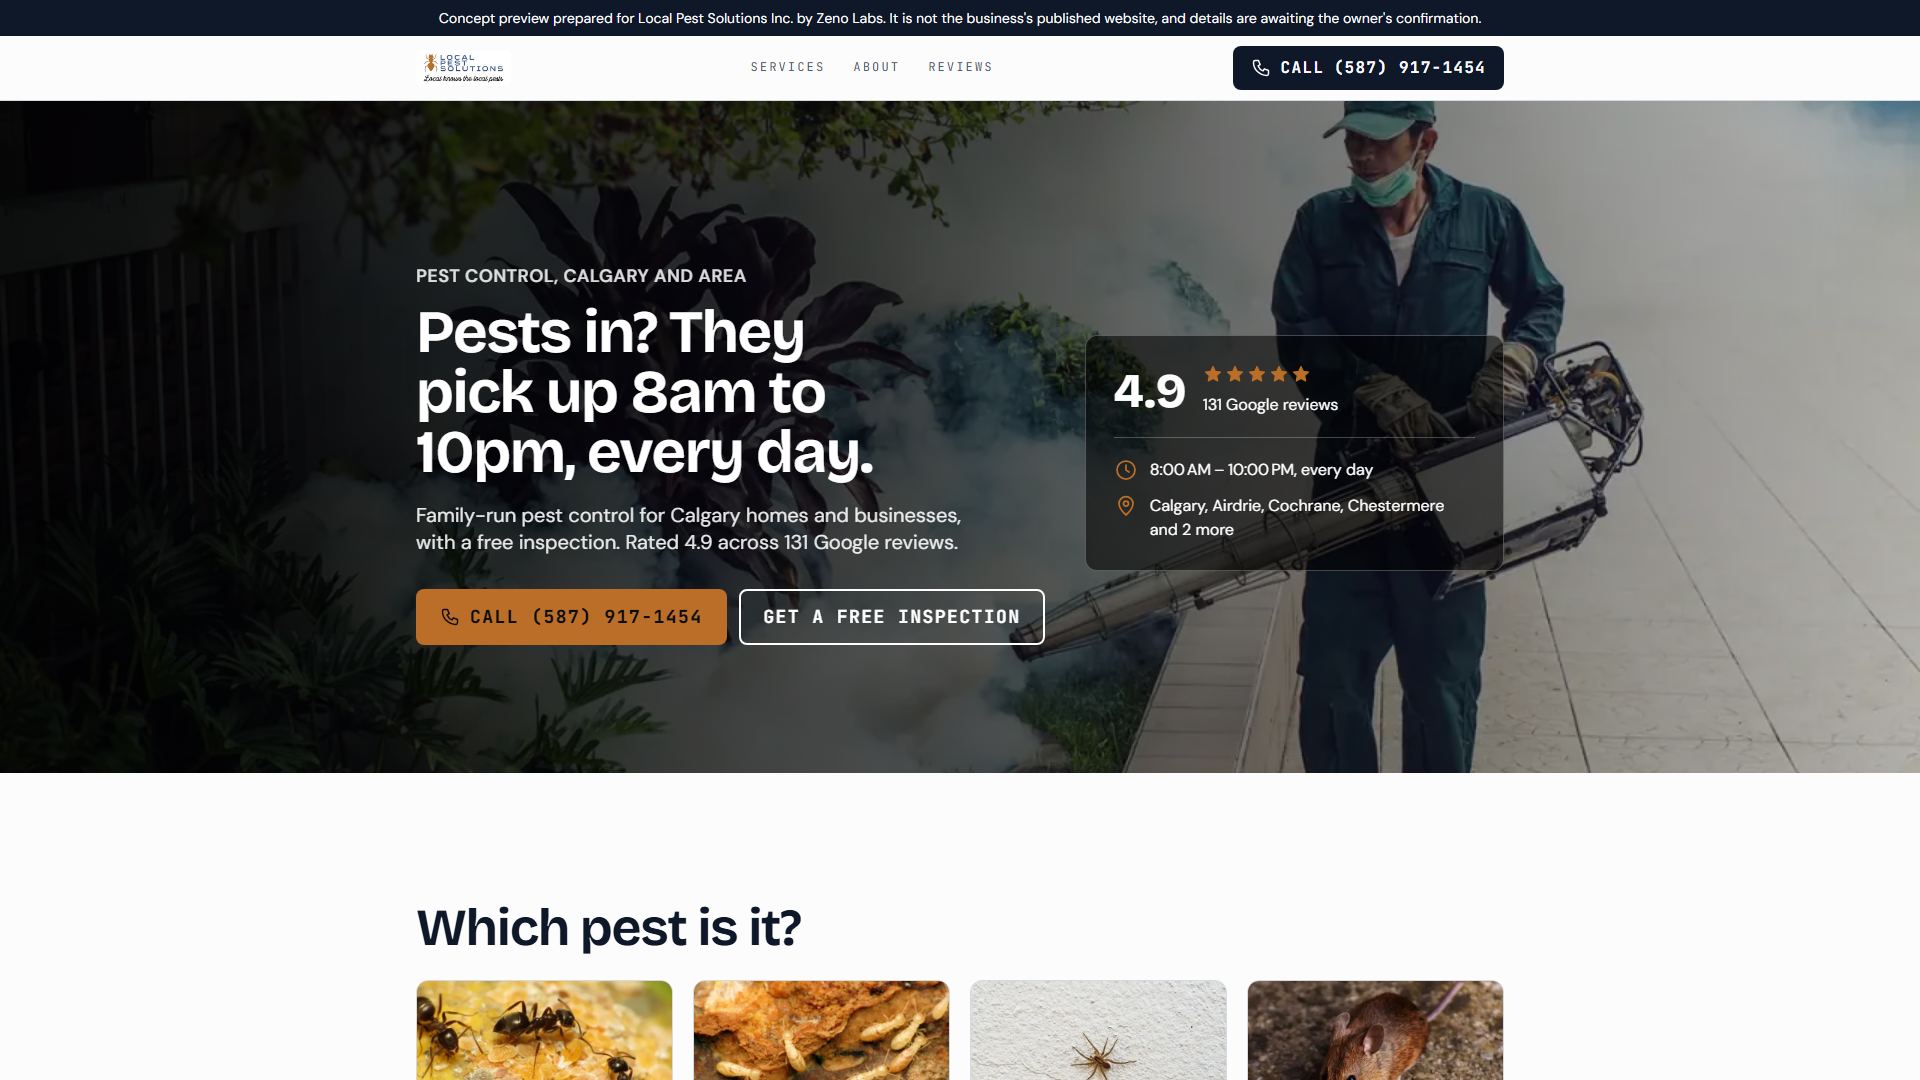 Concept preview prepared for Local Pest Solutions Inc. by Zeno Labs. It is not the business's published website, and details are awaiting the owner's confirmation.
LOCAL
PEST
SOLUTIONS
Locals knows the local pests
SERVICES
ABOUT
REVIEWS
CALL (587) 917-1454
PEST CONTROL, CALGARY AND AREA
Pests in? They
pick up 8am to
10pm, every day.
Family-run pest control for Calgary homes and businesses,
with a free inspection. Rated 4.9 across 131 Google reviews.
CALL (587) 917-1454
GET A FREE INSPECTION
4.9
131 Google reviews
8:00 AM – 10:00 PM, every day
Calgary, Airdrie, Cochrane, Chestermere
and 2 more
Which pest is it?